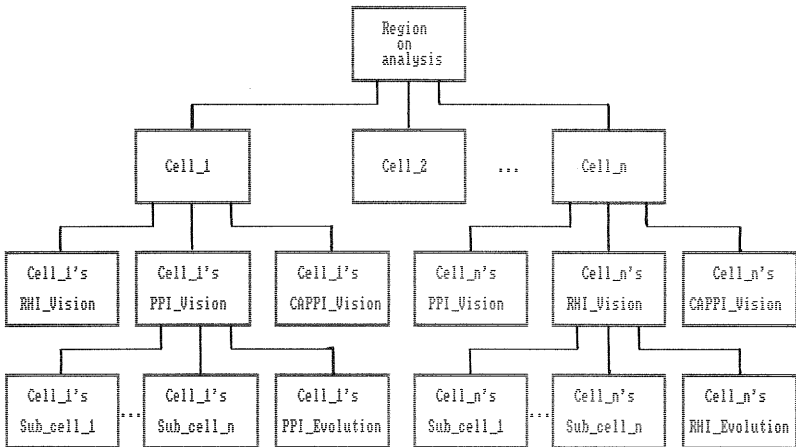 Region
on
analysis
Cell_1
Cell_2
...
Cell_n
Cell_1's
RHI_Vision
Cell_1's
PPI_Vision
Cell_1's
CAPPI_Vision
Cell_n's
PPI_Vision
Cell_n's
RHI_Vision
Cell_n's
CAPPI_Vision
Cell_1's
Sub_cell_1
...
Cell_1's
Sub_cell_n
Cell_1's
PPI_Evolution
Cell_n's
Sub_cell_1
...
Cell_n's
Sub_cell_n
Cell_n's
RHI_Evolution